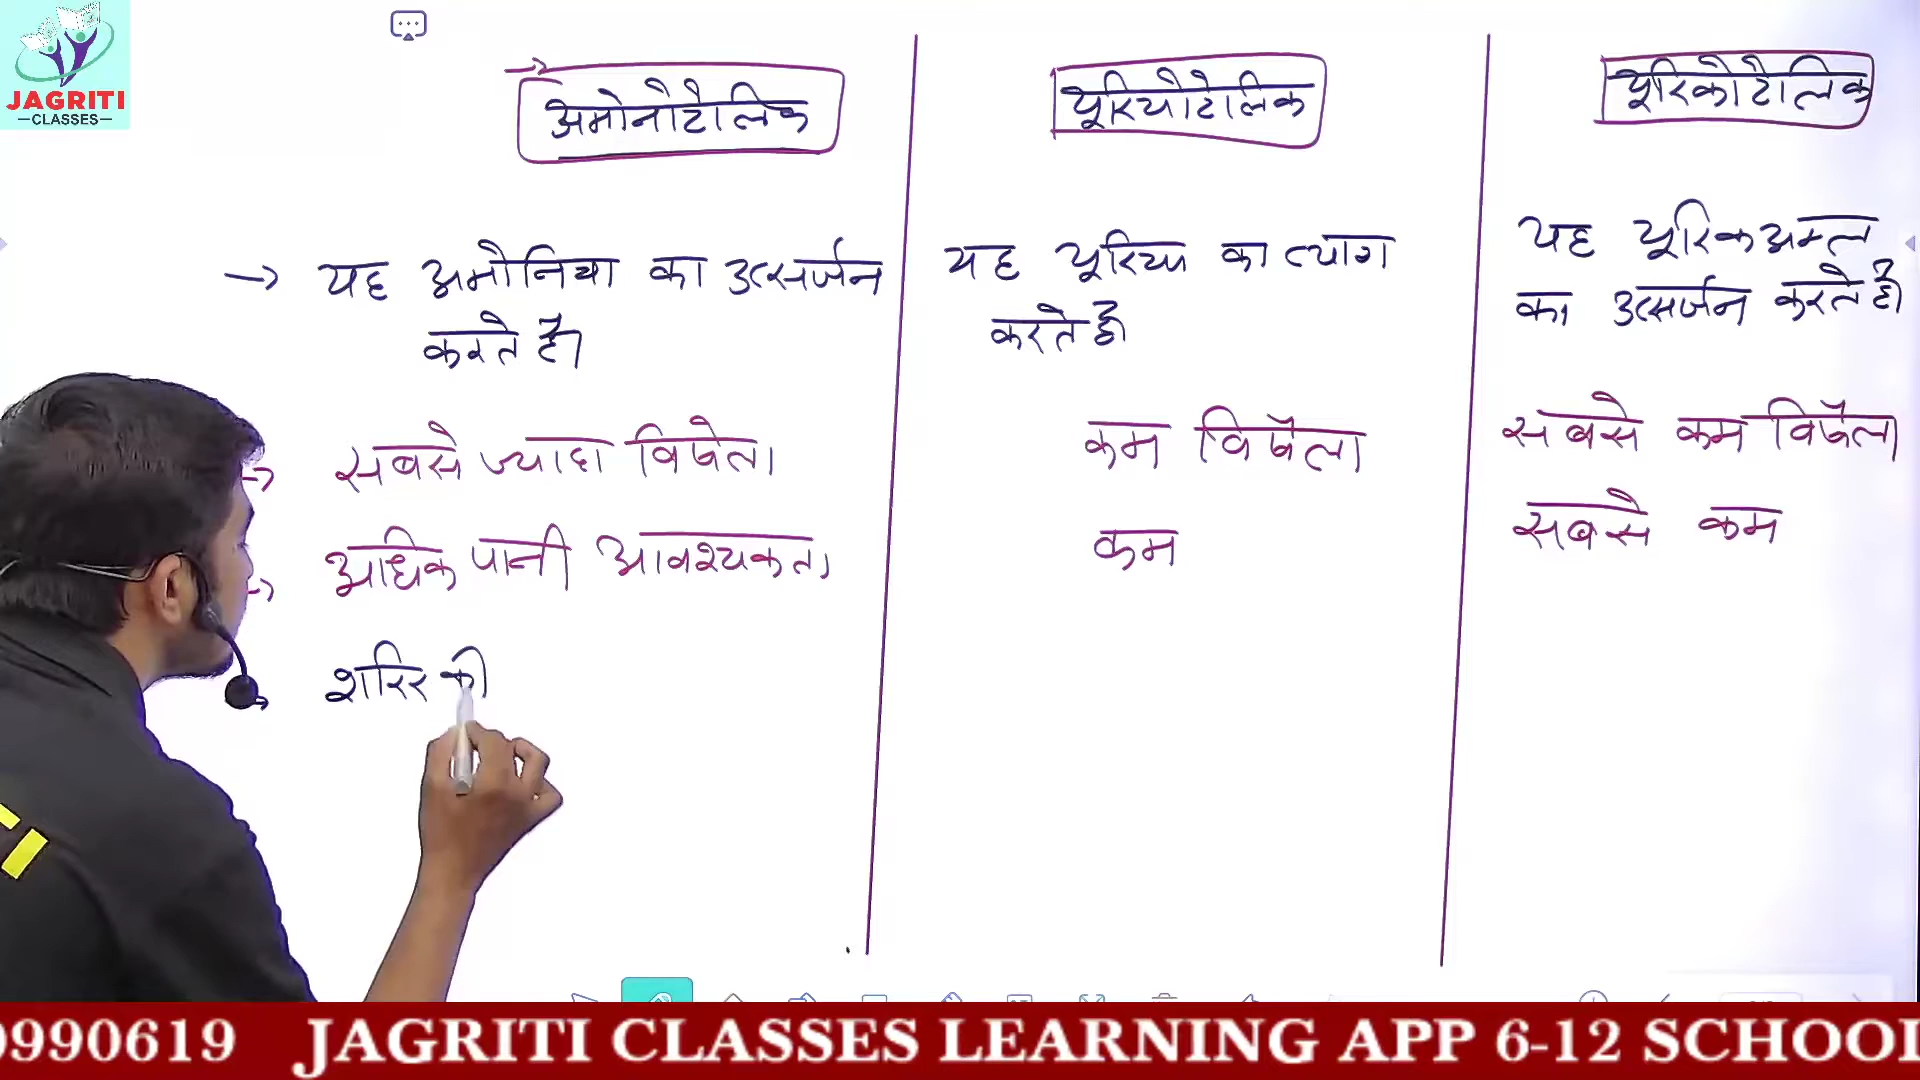 JAGRITI
CLASSES
अमोनोटेलिक
यूरियोटेलिक
यूरिकोटेलिक
→ यह अमोनिया का उत्सर्जन
करते है।
यह यूरिया का त्याग
करते है।
यह यूरिक अम्ल
का उत्सर्जन करते है।
→ सबसे ज्यादा विषेला
कम विषैला
सबसे कम विषैला
→ अधिक पानी आवश्यकता
कम
सबसे कम
→ शरिर की
9990619 JAGRITI CLASSES LEARNING APP 6-12 SCHOOL